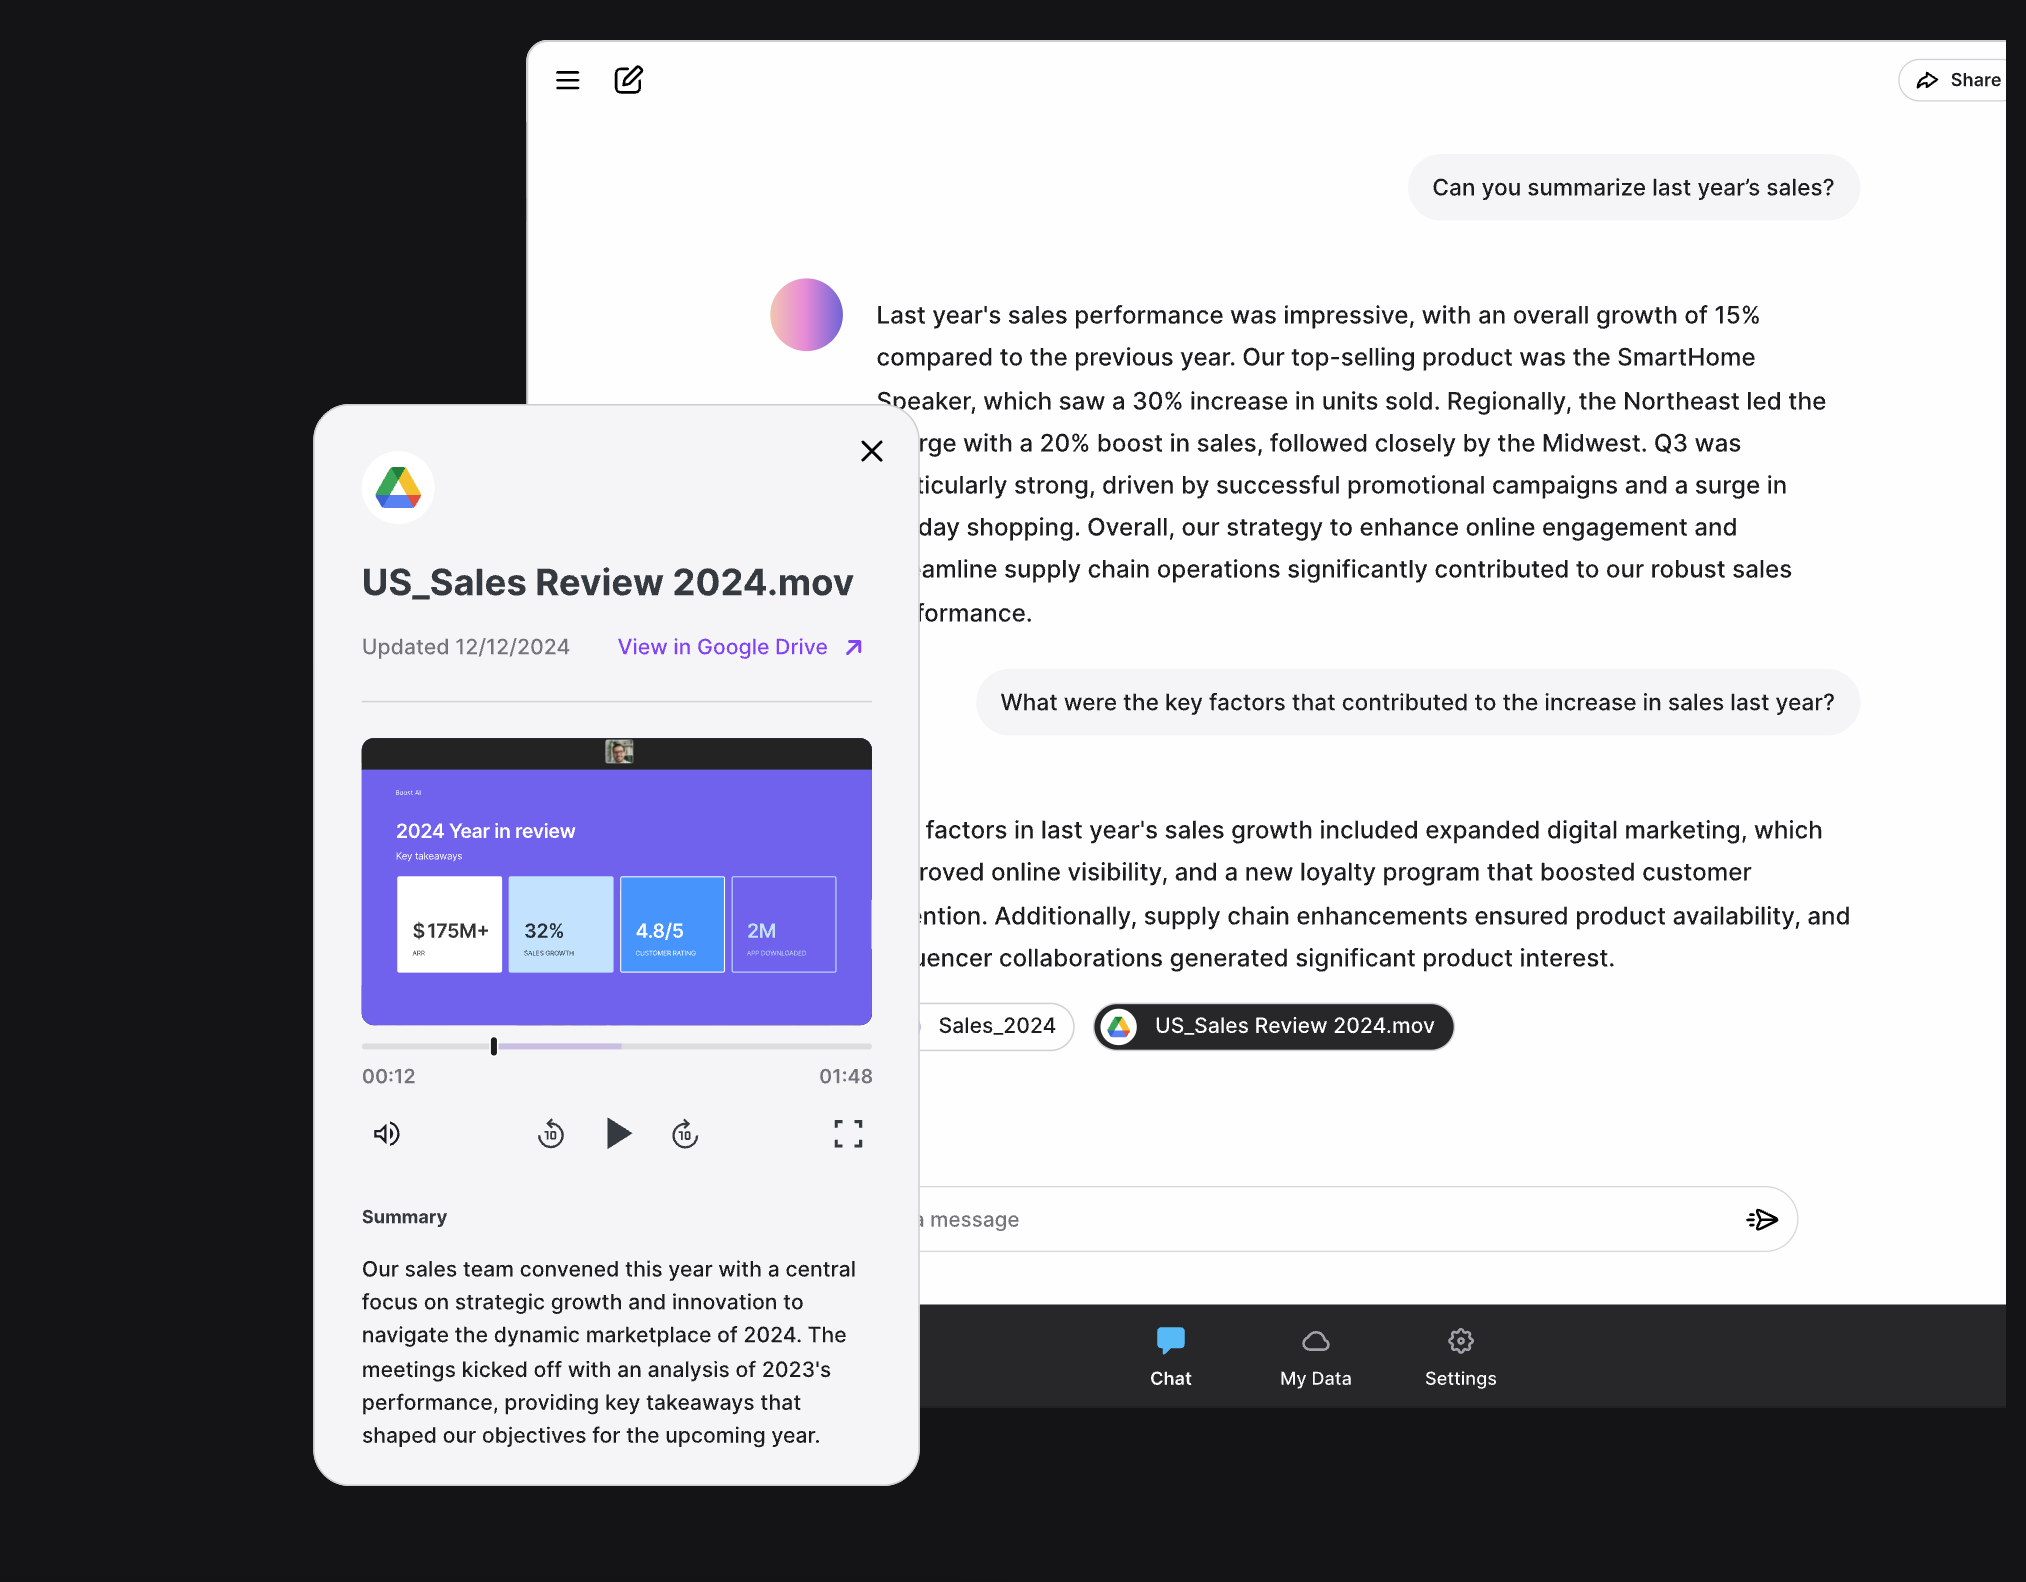 Share
Can you summarize last year’s sales?
Last year's sales performance was impressive, with an overall growth of 15%
compared to the previous year. Our top-selling product was the SmartHome
Speaker, which saw a 30% increase in units sold. Regionally, the Northeast led the
rge with a 20% boost in sales, followed closely by the Midwest. Q3 was
ticularly strong, driven by successful promotional campaigns and a surge in
day shopping. Overall, our strategy to enhance online engagement and
amline supply chain operations significantly contributed to our robust sales
formance.
What were the key factors that contributed to the increase in sales last year?
factors in last year's sales growth included expanded digital marketing, which
roved online visibility, and a new loyalty program that boosted customer
ntion. Additionally, supply chain enhancements ensured product availability, and
uencer collaborations generated significant product interest.
Sales_2024
US_Sales Review 2024.mov
a message
Chat
My Data
Settings
US_Sales Review 2024.mov
Updated 12/12/2024
View in Google Drive
Boost AI
2024 Year in review
Key takeaways
$175M+
ARR
32%
SALES GROWTH
4.8/5
CUSTOMER RATING
2M
APP DOWNLOADED
00:12
01:48
10
10
Summary
Our sales team convened this year with a central
focus on strategic growth and innovation to
navigate the dynamic marketplace of 2024. The
meetings kicked off with an analysis of 2023's
performance, providing key takeaways that
shaped our objectives for the upcoming year.